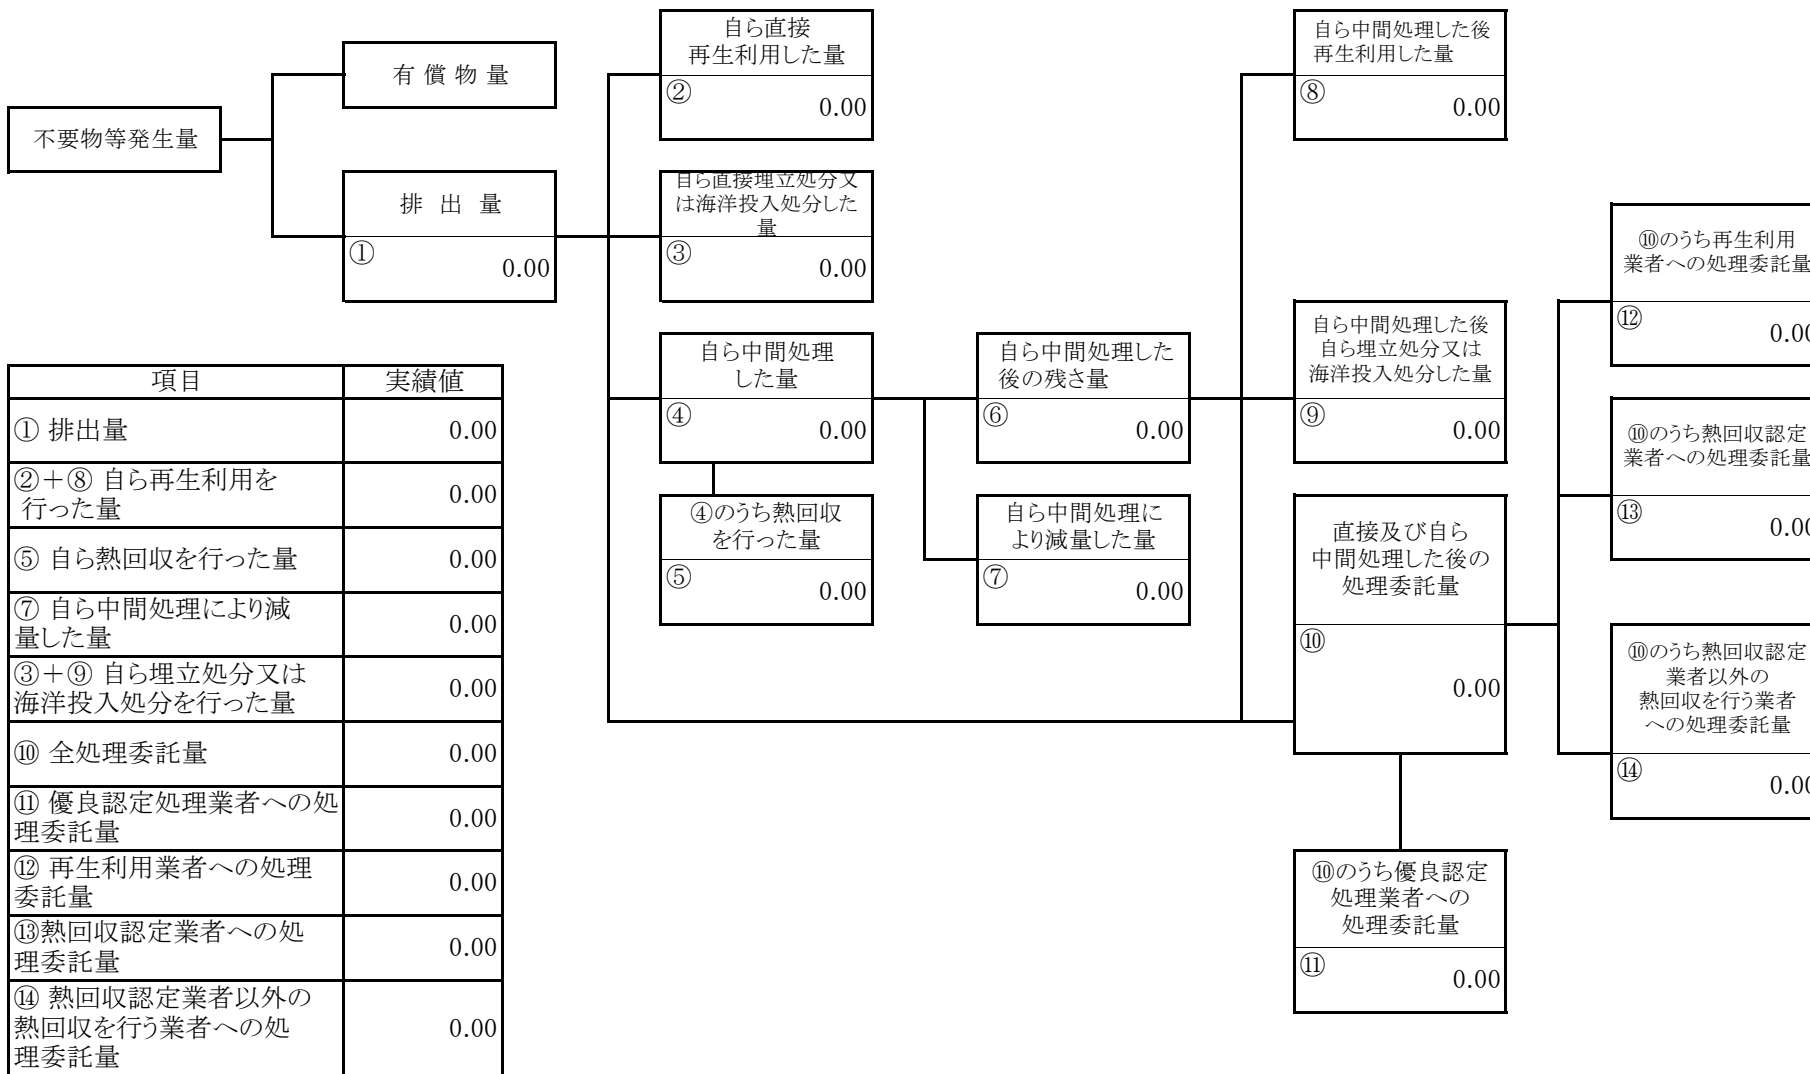 不要物等発生量
有 償 物 量
排 出 量
①
0.00
自ら直接
再生利用した量
②
0.00
自ら直接埋立処分又
は海洋投入処分した
量
③
0.00
自ら中間処理
した量
④
0.00
④のうち熱回収
を行った量
⑤
0.00
自ら中間処理した
後の残さ量
⑥
0.00
自ら中間処理に
より減量した量
⑦
0.00
自ら中間処理した後
再生利用した量
⑧
0.00
自ら中間処理した後
自ら埋立処分又は
海洋投入処分した量
⑨
0.00
直接及び自ら
中間処理した後の
処理委託量
⑩
0.00
⑩のうち優良認定
処理業者への
処理委託量
⑪
0.00
⑩のうち再生利用
業者への処理委託量
⑫
0.00
⑩のうち熱回収認定
業者への処理委託量
⑬
0.00
⑩のうち熱回収認定
業者以外の
熱回収を行う業者
への処理委託量
⑭
0.00
項目 実績値
① 排出量 0.00
②+⑧ 自ら再生利用を
行った量 0.00
⑤ 自ら熱回収を行った量 0.00
⑦ 自ら中間処理により減
量した量 0.00
③+⑨ 自ら埋立処分又は
海洋投入処分を行った量 0.00
⑩ 全処理委託量 0.00
⑪ 優良認定処理業者への処
理委託量 0.00
⑫ 再生利用業者への処理
委託量 0.00
⑬熱回収認定業者への処
理委託量 0.00
⑭ 熱回収認定業者以外の
熱回収を行う業者への処
理委託量 0.00